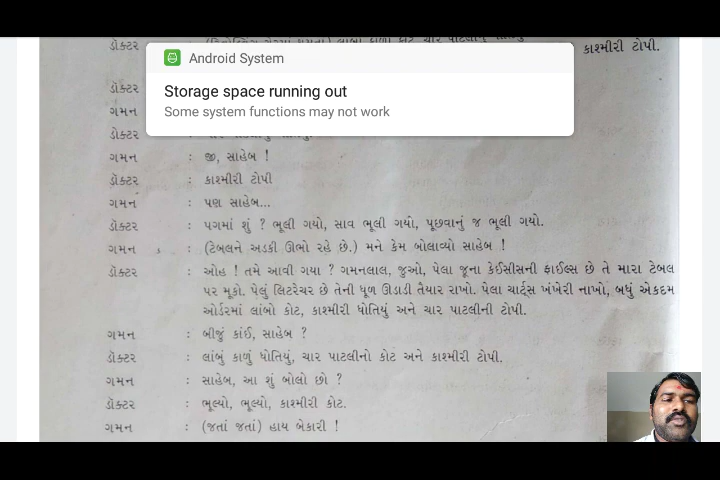 ડૉક્ટર
કાશ્મીરી ટોપી.
Android System
Storage space running out
Some system functions may not work
ડૉક્ટર
ગમન
ડૉક્ટર
ગમન : જી, સાહેબ !
ડૉક્ટર : કાશ્મીરી ટોપી
ગમન : પણ સાહેબ...
ડૉક્ટર : પગમાં શું ? ભૂલી ગયો, સાવ ભૂલી ગયો, પૂછવાનું જ ભૂલી ગયો.
ગમન : (ટેબલને અડકી ઊભો રહે છે.) મને કેમ બોલાવ્યો સાહેબ !
ડૉક્ટર : ઓહ ! તમે આવી ગયા ? ગમનલાલ, જુઓ, પેલા જૂના કેઈસીસની ફાઈલ્સ છે તે મારા ટેબલ
પર મૂકો. પેલું લિટરેચર છે તેની ધૂળ ઊડાડી તૈયાર રાખો. પેલા ચાર્ટ્સ ખંખેરી નાખો, બધું એકદમ
ઓર્ડરમાં લાંબો કોટ, કાશ્મીરી ધોતિયું અને ચાર પાટલીની ટોપી.
ગમન : બીજું કાંઈ, સાહેબ ?
ડૉક્ટર : લાંબું કાળું ધોતિયું, ચાર પાટલીનો કોટ અને કાશ્મીરી ટોપી.
ગમન : સાહેબ, આ શું બોલો છો ?
ડૉક્ટર : ભૂલ્યો, ભૂલ્યો, કાશ્મીરી કોટ.
ગમન : (જતાં જતાં) હાય બેકારી !